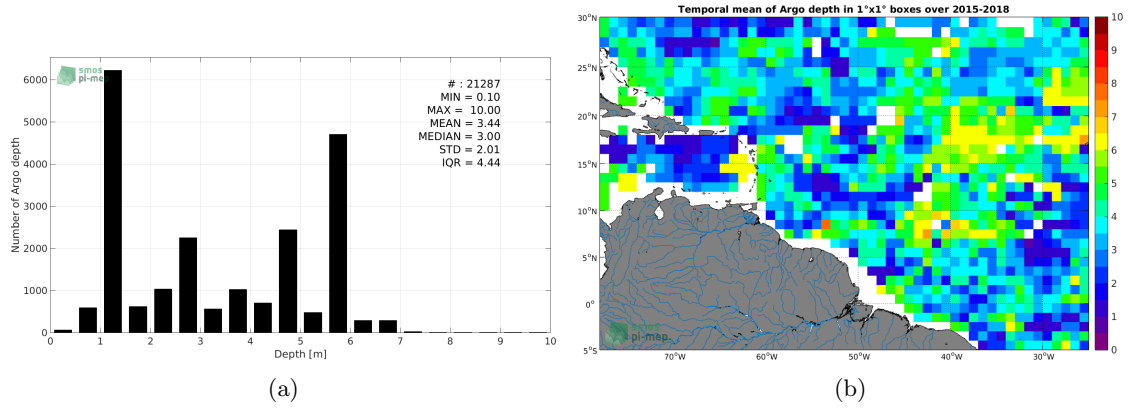 smos
pi-mep
# : 21287
MIN = 0.10
MAX = 10.00
MEAN = 3.44
MEDIAN = 3.00
STD = 2.01
IQR = 4.44
Number of Argo depth
6000
5000
4000
3000
2000
1000
0
0 1 2 3 4 5 6 7 8 9 10
Depth [m]
(a)
Temporal mean of Argo depth in 1°x1° boxes over 2015-2018
30°N
25°N
20°N
15°N
10°N
5°N
0°
5°S
70°W 60°W 50°W 40°W 30°W
smos
pi-mep
10
9
8
7
6
5
4
3
2
1
0
(b)